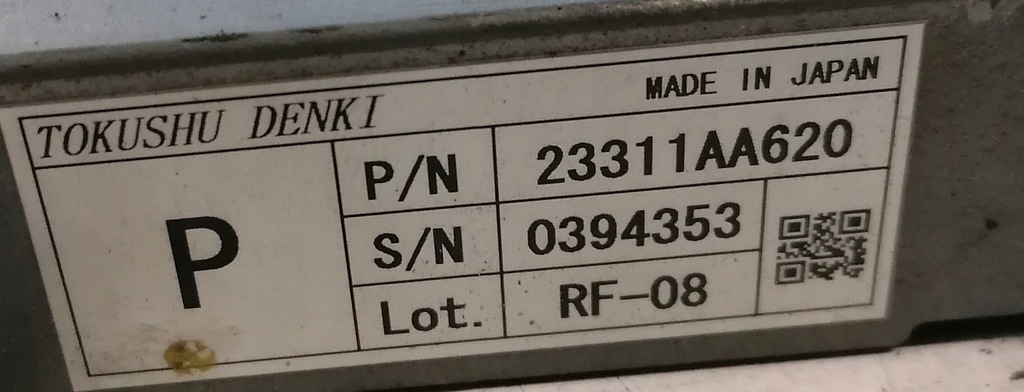 TOKUSHU DENKI
MADE IN JAPAN
P
P/N 23311AA620
S/N 0394353
Lot. RF-08